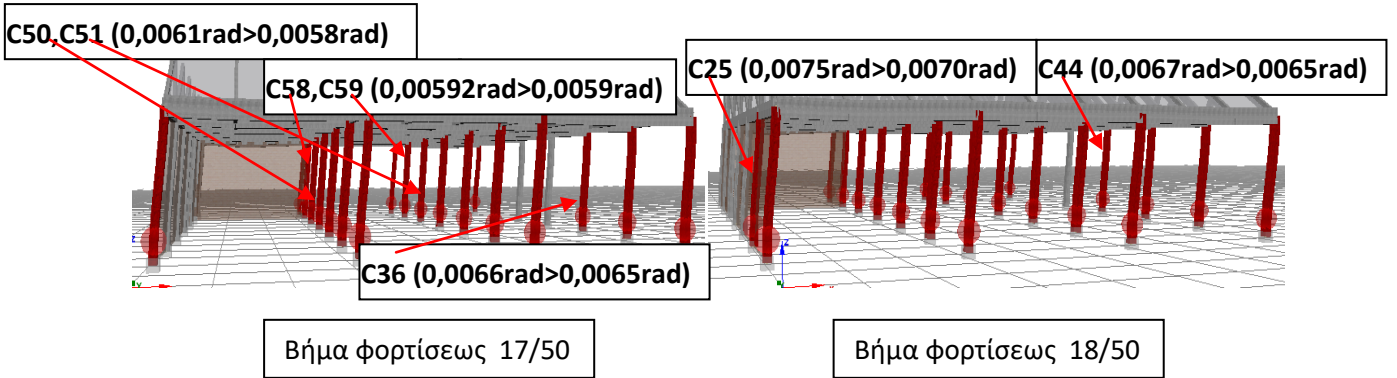 C50,C51 (0,0061rad>0,0058rad)
C58,C59 (0,00592rad>0,0059rad)
C36 (0,0066rad>0,0065rad)
Βήμα φορτίσεως 17/50
C25 (0,0075rad>0,0070rad)
C44 (0,0067rad>0,0065rad)
z
Βήμα φορτίσεως 18/50